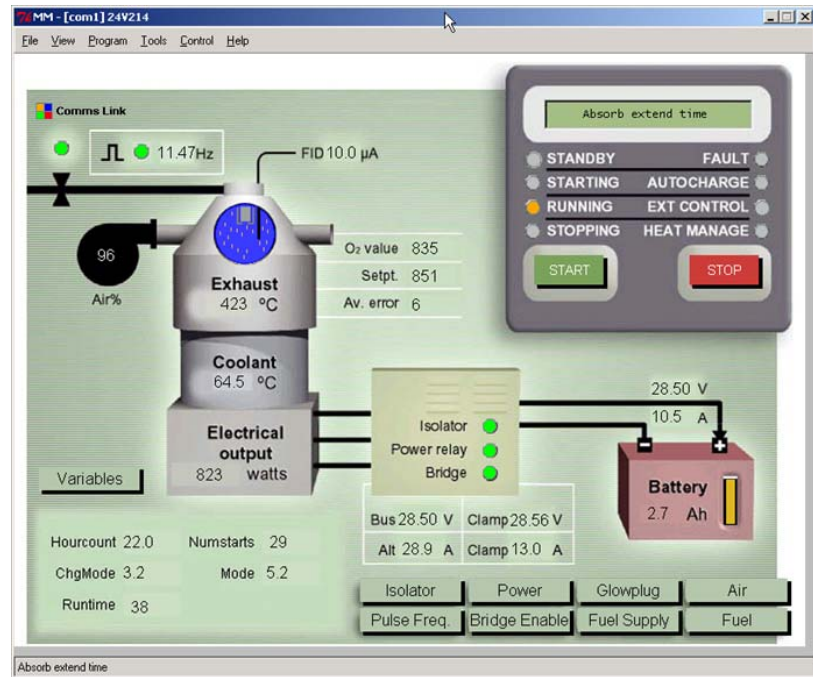 MM - [com1] 24V214
File View Program Tools Control Help
Comms Link
11.47Hz
FID 10.0 µA
Absorb extend time
STANDBY FAULT
STARTING AUTOCHARGE
RUNNING EXT CONTROL
STOPPING HEAT MANAGE
START STOP
96
Air%
O₂ value 835
Setpt. 851
Av. error 6
Exhaust
423 ºC
Coolant
64.5 ºC
Electrical
output
823 watts
Isolator
Power relay
Bridge
28.50 V
10.5 A
Battery
2.7 Ah
Variables
Bus 28.50 V Clamp 28.56 V
Alt 28.9 A Clamp 13.0 A
Hourcount 22.0 Numstarts 29
ChgMode 3.2 Mode 5.2
Runtime 38
Isolator Power Glowplug Air
Pulse Freq. Bridge Enable Fuel Supply Fuel
Absorb extend time